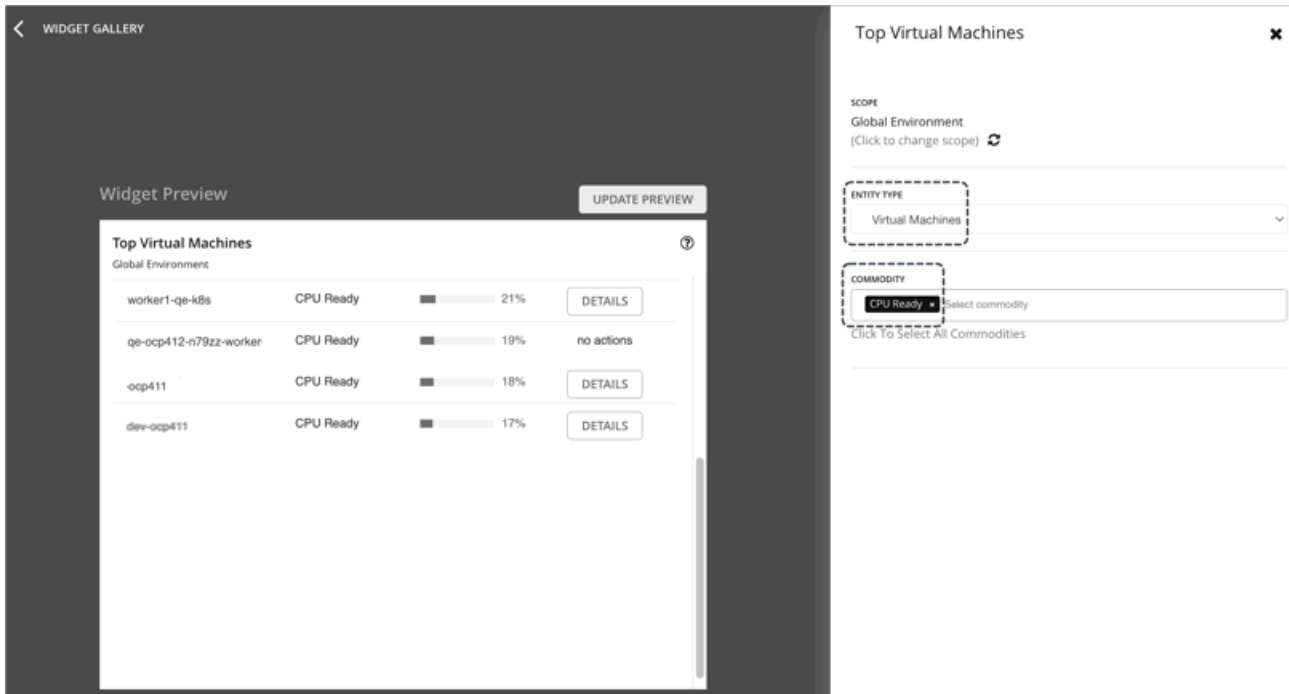 WIDGET GALLERY
Widget Preview
UPDATE PREVIEW
Top Virtual Machines
Global Environment
worker1-qe-k8s CPU Ready 21% DETAILS
qe-ocp412-n79zz-worker CPU Ready 19% no actions
-ocp411 CPU Ready 18% DETAILS
dev-ocp411 CPU Ready 17% DETAILS
Top Virtual Machines
SCOPE
Global Environment
(Click to change scope)
ENTITY TYPE
Virtual Machines
COMMODITY
CPU Ready × Select commodity
Click To Select All Commodities